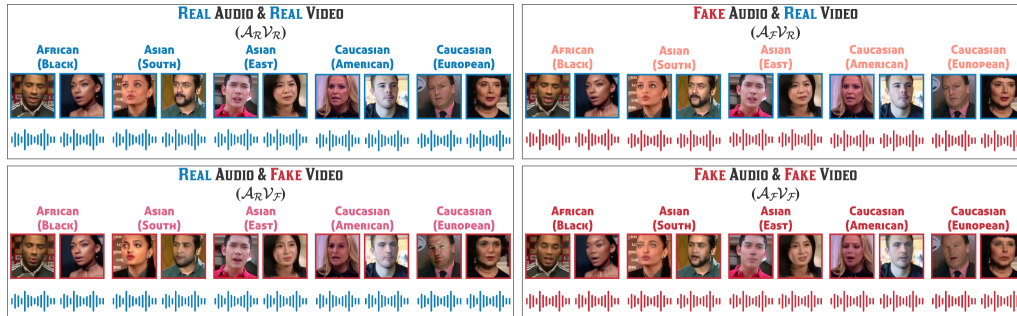 Real Audio & Real Video
(𝒜ℛ𝒱ℛ)
African (Black)
Asian (South)
Asian (East)
Caucasian (American)
Caucasian (European)
Fake Audio & Real Video
(𝒜ℱ𝒱ℛ)
African (Black)
Asian (South)
Asian (East)
Caucasian (American)
Caucasian (European)
Real Audio & Fake Video
(𝒜ℛ𝒱ℱ)
African (Black)
Asian (South)
Asian (East)
Caucasian (American)
Caucasian (European)
Fake Audio & Fake Video
(𝒜ℱ𝒱ℱ)
African (Black)
Asian (South)
Asian (East)
Caucasian (American)
Caucasian (European)